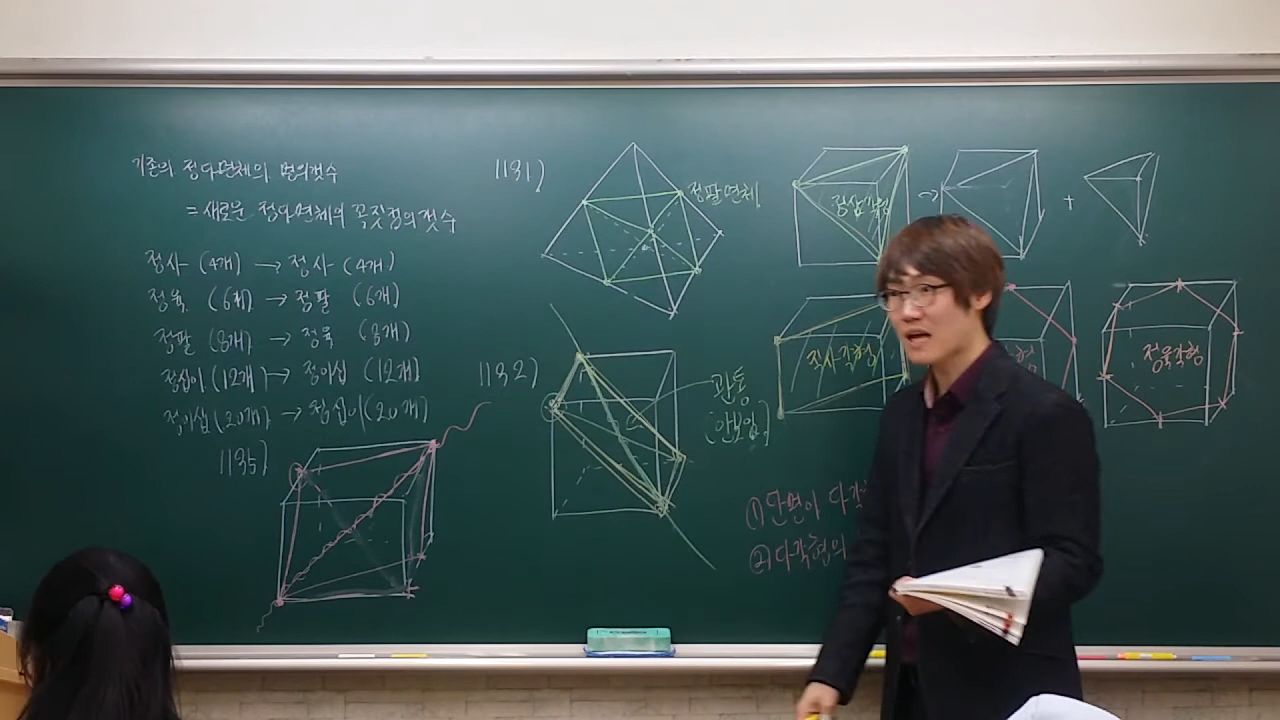 기존의 정다면체의 면의갯수
= 새로운 정다면체의 꼭짓점의갯수
정사 (4개) → 정사 (4개)
정육 (6개) → 정팔 (6개)
정팔 (8개) → 정육 (8개)
정십이 (12개) → 정이십 (12개)
정이십 (20개) → 정십이 (20개)
1135)
1131)
정팔면체
1132)
관통
(안보임)
정삼각형
→
+
직사각형
정육각형
① 단면이 다각
② 다각형의